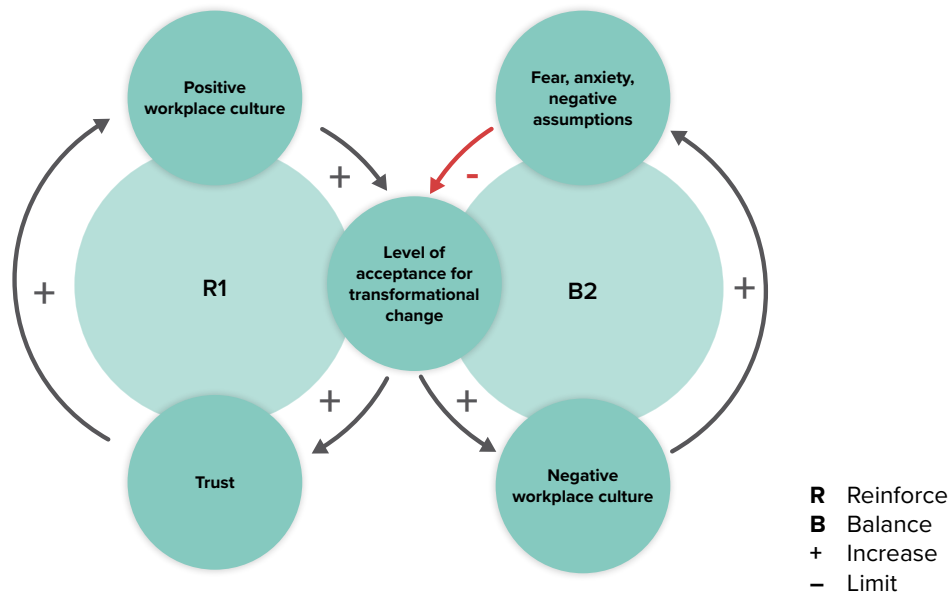 Positive
workplace culture
Fear, anxiety,
negative
assumptions
+
-
Level of
acceptance for
transformational
change
R1
B2
+
+
+
+
Trust
Negative
workplace culture
R Reinforce
B Balance
+ Increase
– Limit